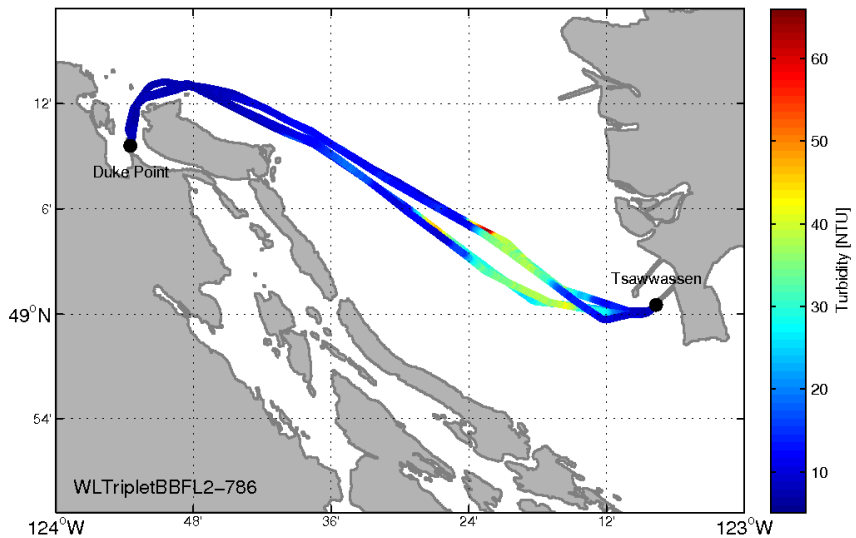 60
50
40
30
20
10
Turbidity [NTU]
12'
6'
49°N
54'
Duke Point
Tsawwassen
WLTripletBBFL2-786
124°W
48'
36'
24'
12'
123°W